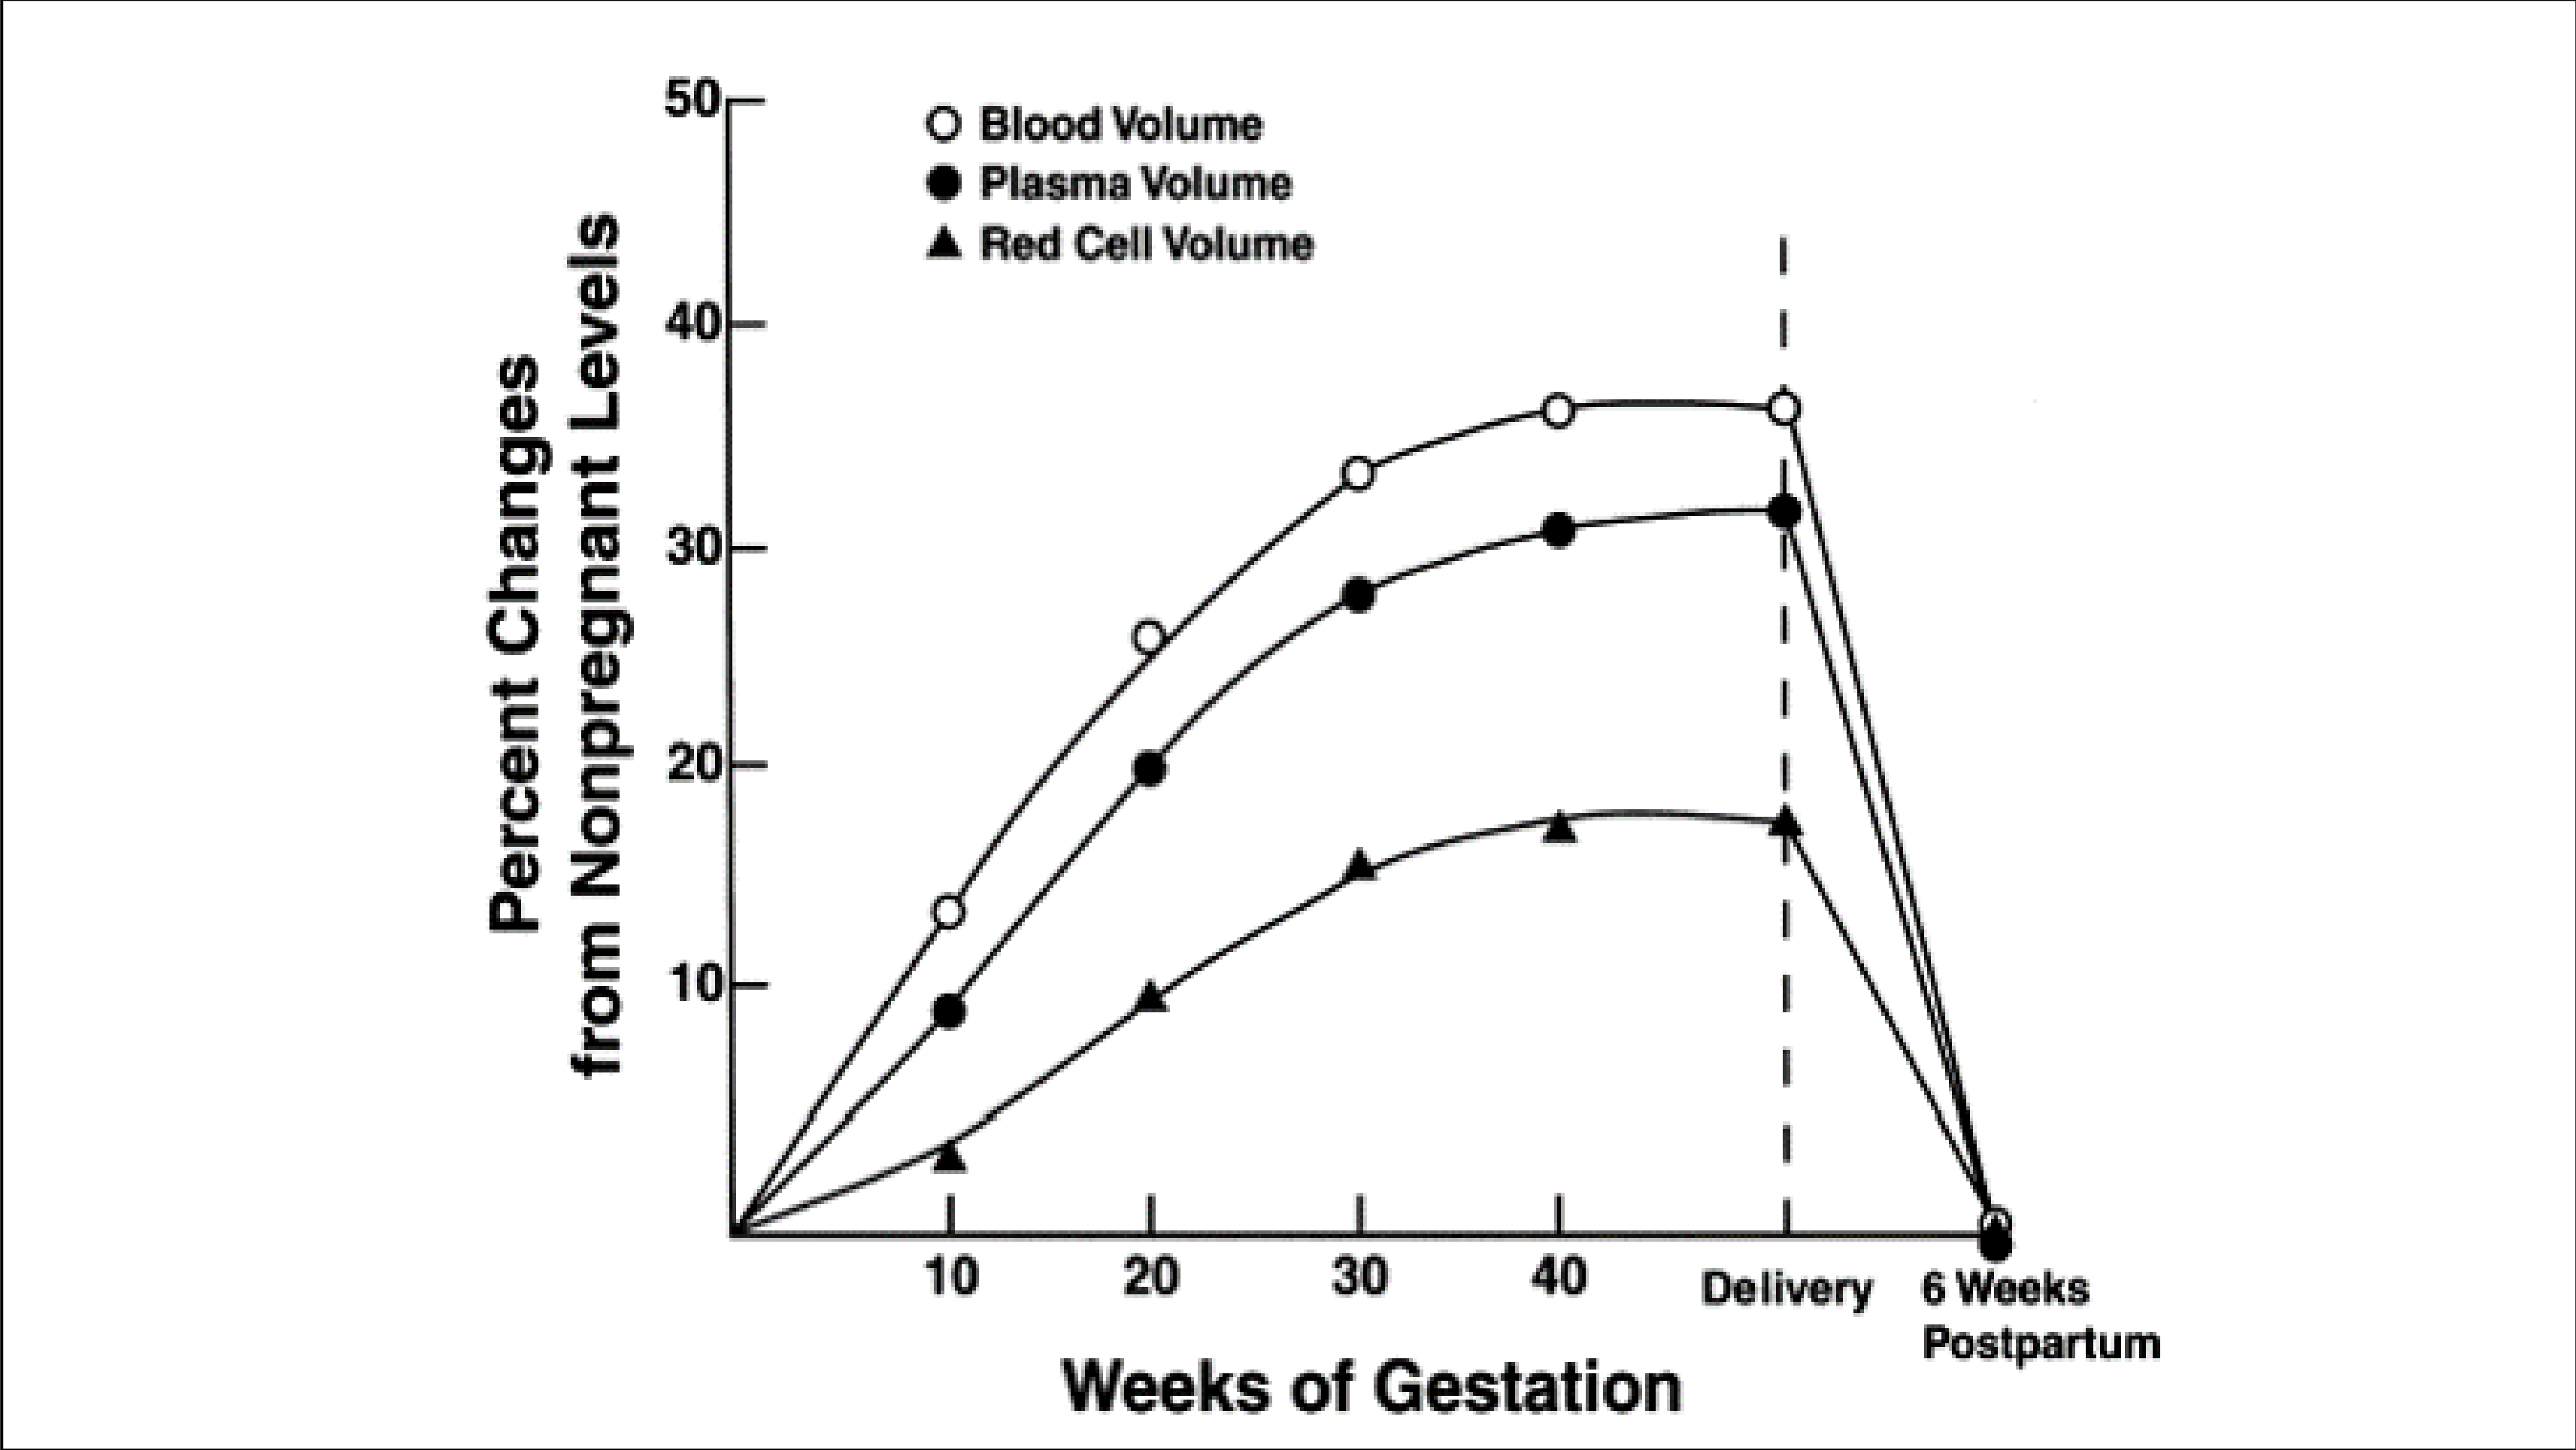 50
40
30
20
10
Blood Volume
Plasma Volume
Red Cell Volume
Percent Changes
from Nonpregnant Levels
10
20
30
40
Delivery
6 Weeks
Postpartum
Weeks of Gestation